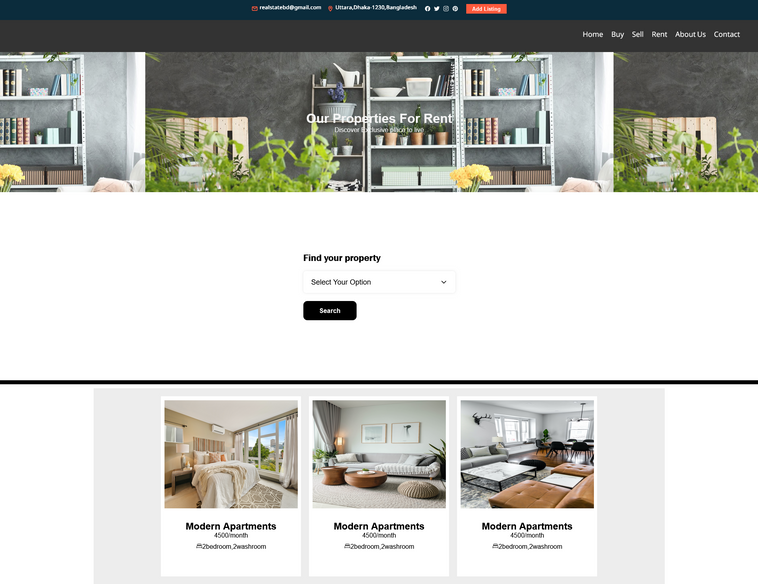 realstatebd@gmail.com Uttara,Dhaka-1230,Bangladesh Add Listing
Home Buy Sell Rent About Us Contact
Our Properties For Rent
Discover Exclusive place to live
Find your property
Select Your Option
Search
Modern Apartments
4500/month
2bedroom,2washroom
Modern Apartments
4500/month
2bedroom,2washroom
Modern Apartments
4500/month
2bedroom,2washroom